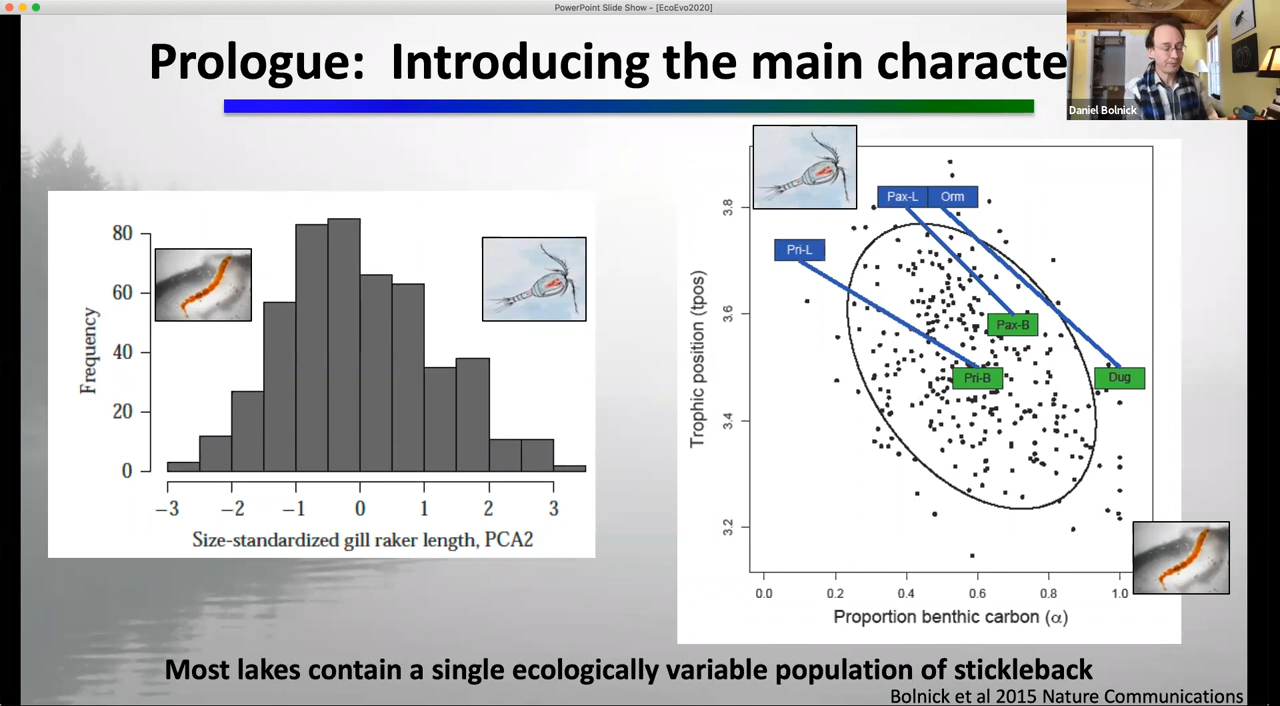 PowerPoint Slide Show - [EcoEvo2020]
Prologue: Introducing the main characte
Daniel Bolnick
80
60
40
20
0
Frequency
−3 −2 −1 0 1 2 3
Size-standardized gill raker length, PCA2
Pax-L Orm
Pri-L
Pax-B
Pri-B
Dug
3.8
3.6
3.4
3.2
Trophic position (tpos)
0.0 0.2 0.4 0.6 0.8 1.0
Proportion benthic carbon (α)
Most lakes contain a single ecologically variable population of stickleback
Bolnick et al 2015 Nature Communications